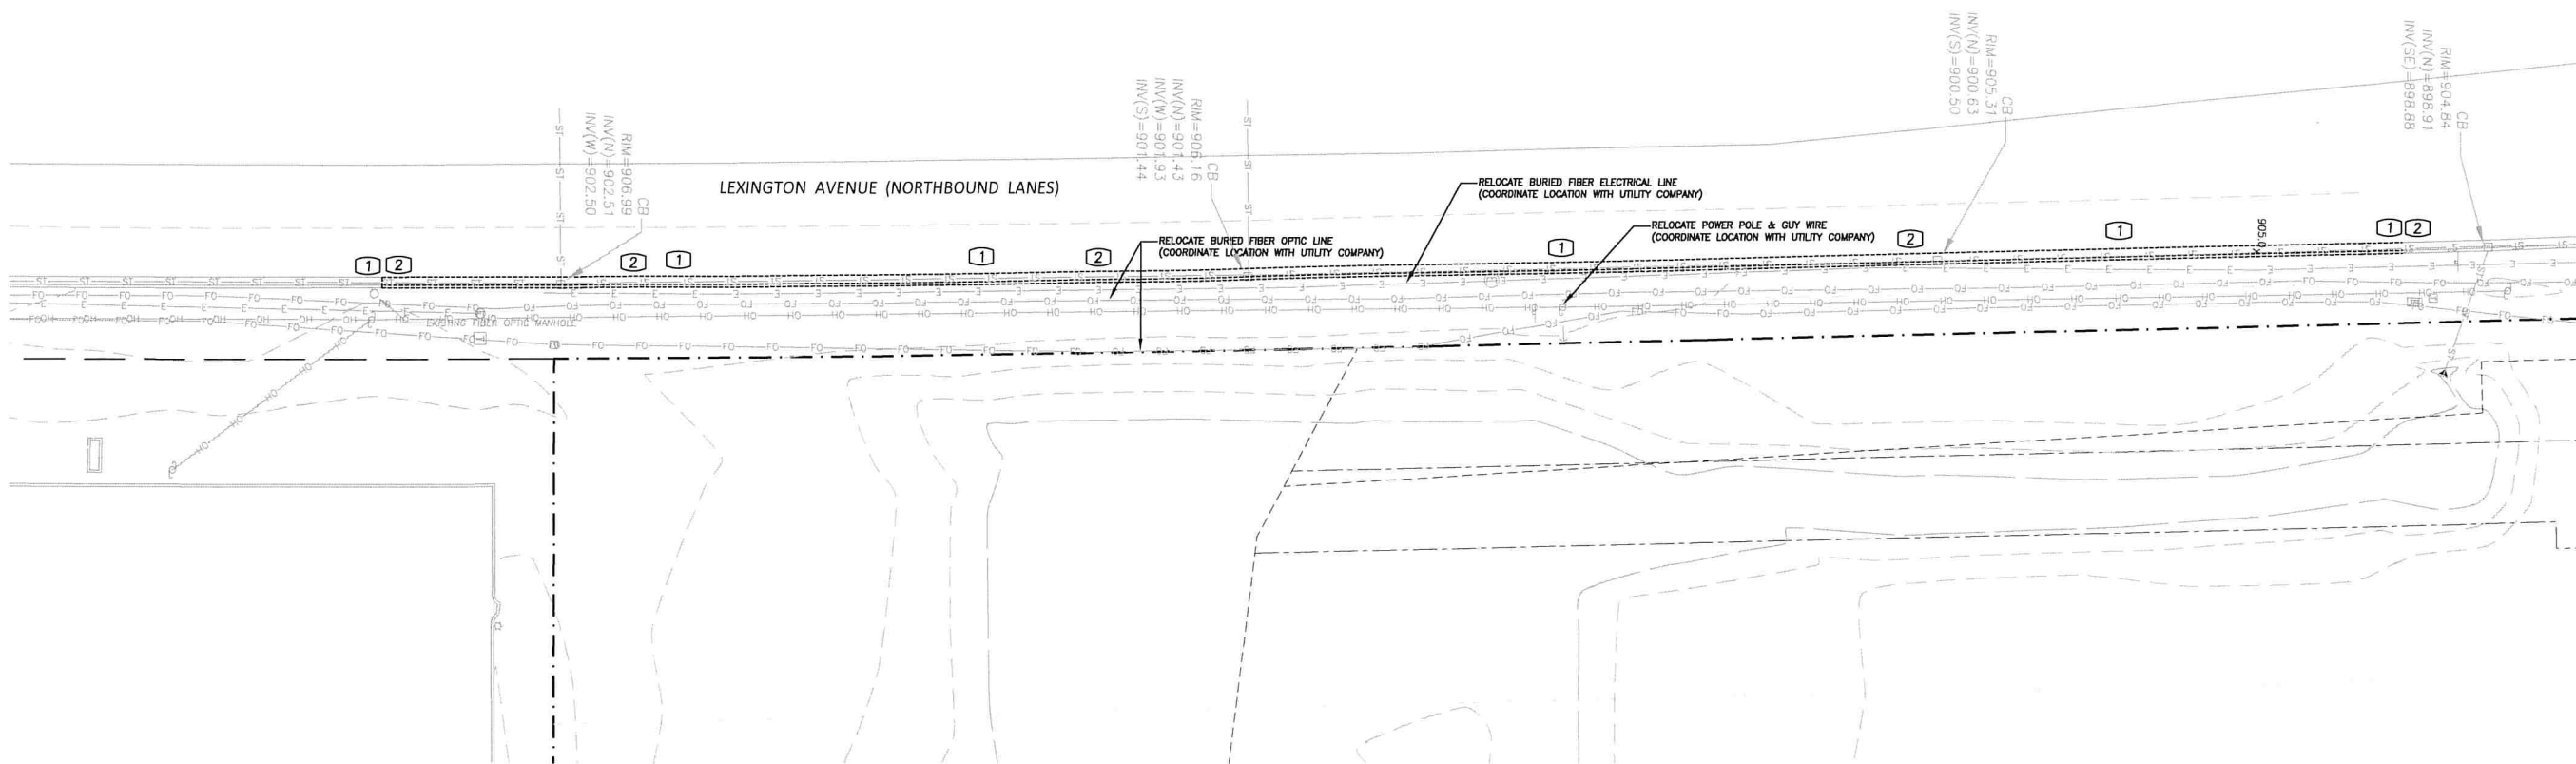 CB
RIM=906.99
INV(N)=902.51
INV(W)=902.50
CB
RIM=906.16
INV(N)=901.43
INV(W)=901.93
INV(S)=901.44
CB
RIM=905.31
INV(N)=900.63
INV(S)=900.50
CB
RIM=904.84
INV(N)=898.91
INV(SE)=898.88
LEXINGTON AVENUE (NORTHBOUND LANES)
RELOCATE BURIED FIBER ELECTRICAL LINE
(COORDINATE LOCATION WITH UTILITY COMPANY)
RELOCATE POWER POLE & GUY WIRE
(COORDINATE LOCATION WITH UTILITY COMPANY)
RELOCATE BURIED FIBER OPTIC LINE
(COORDINATE LOCATION WITH UTILITY COMPANY)
905.0 X
1 2
2 1
1
2
1
2
1
1 2
EXISTING FIBER OPTIC MANHOLE